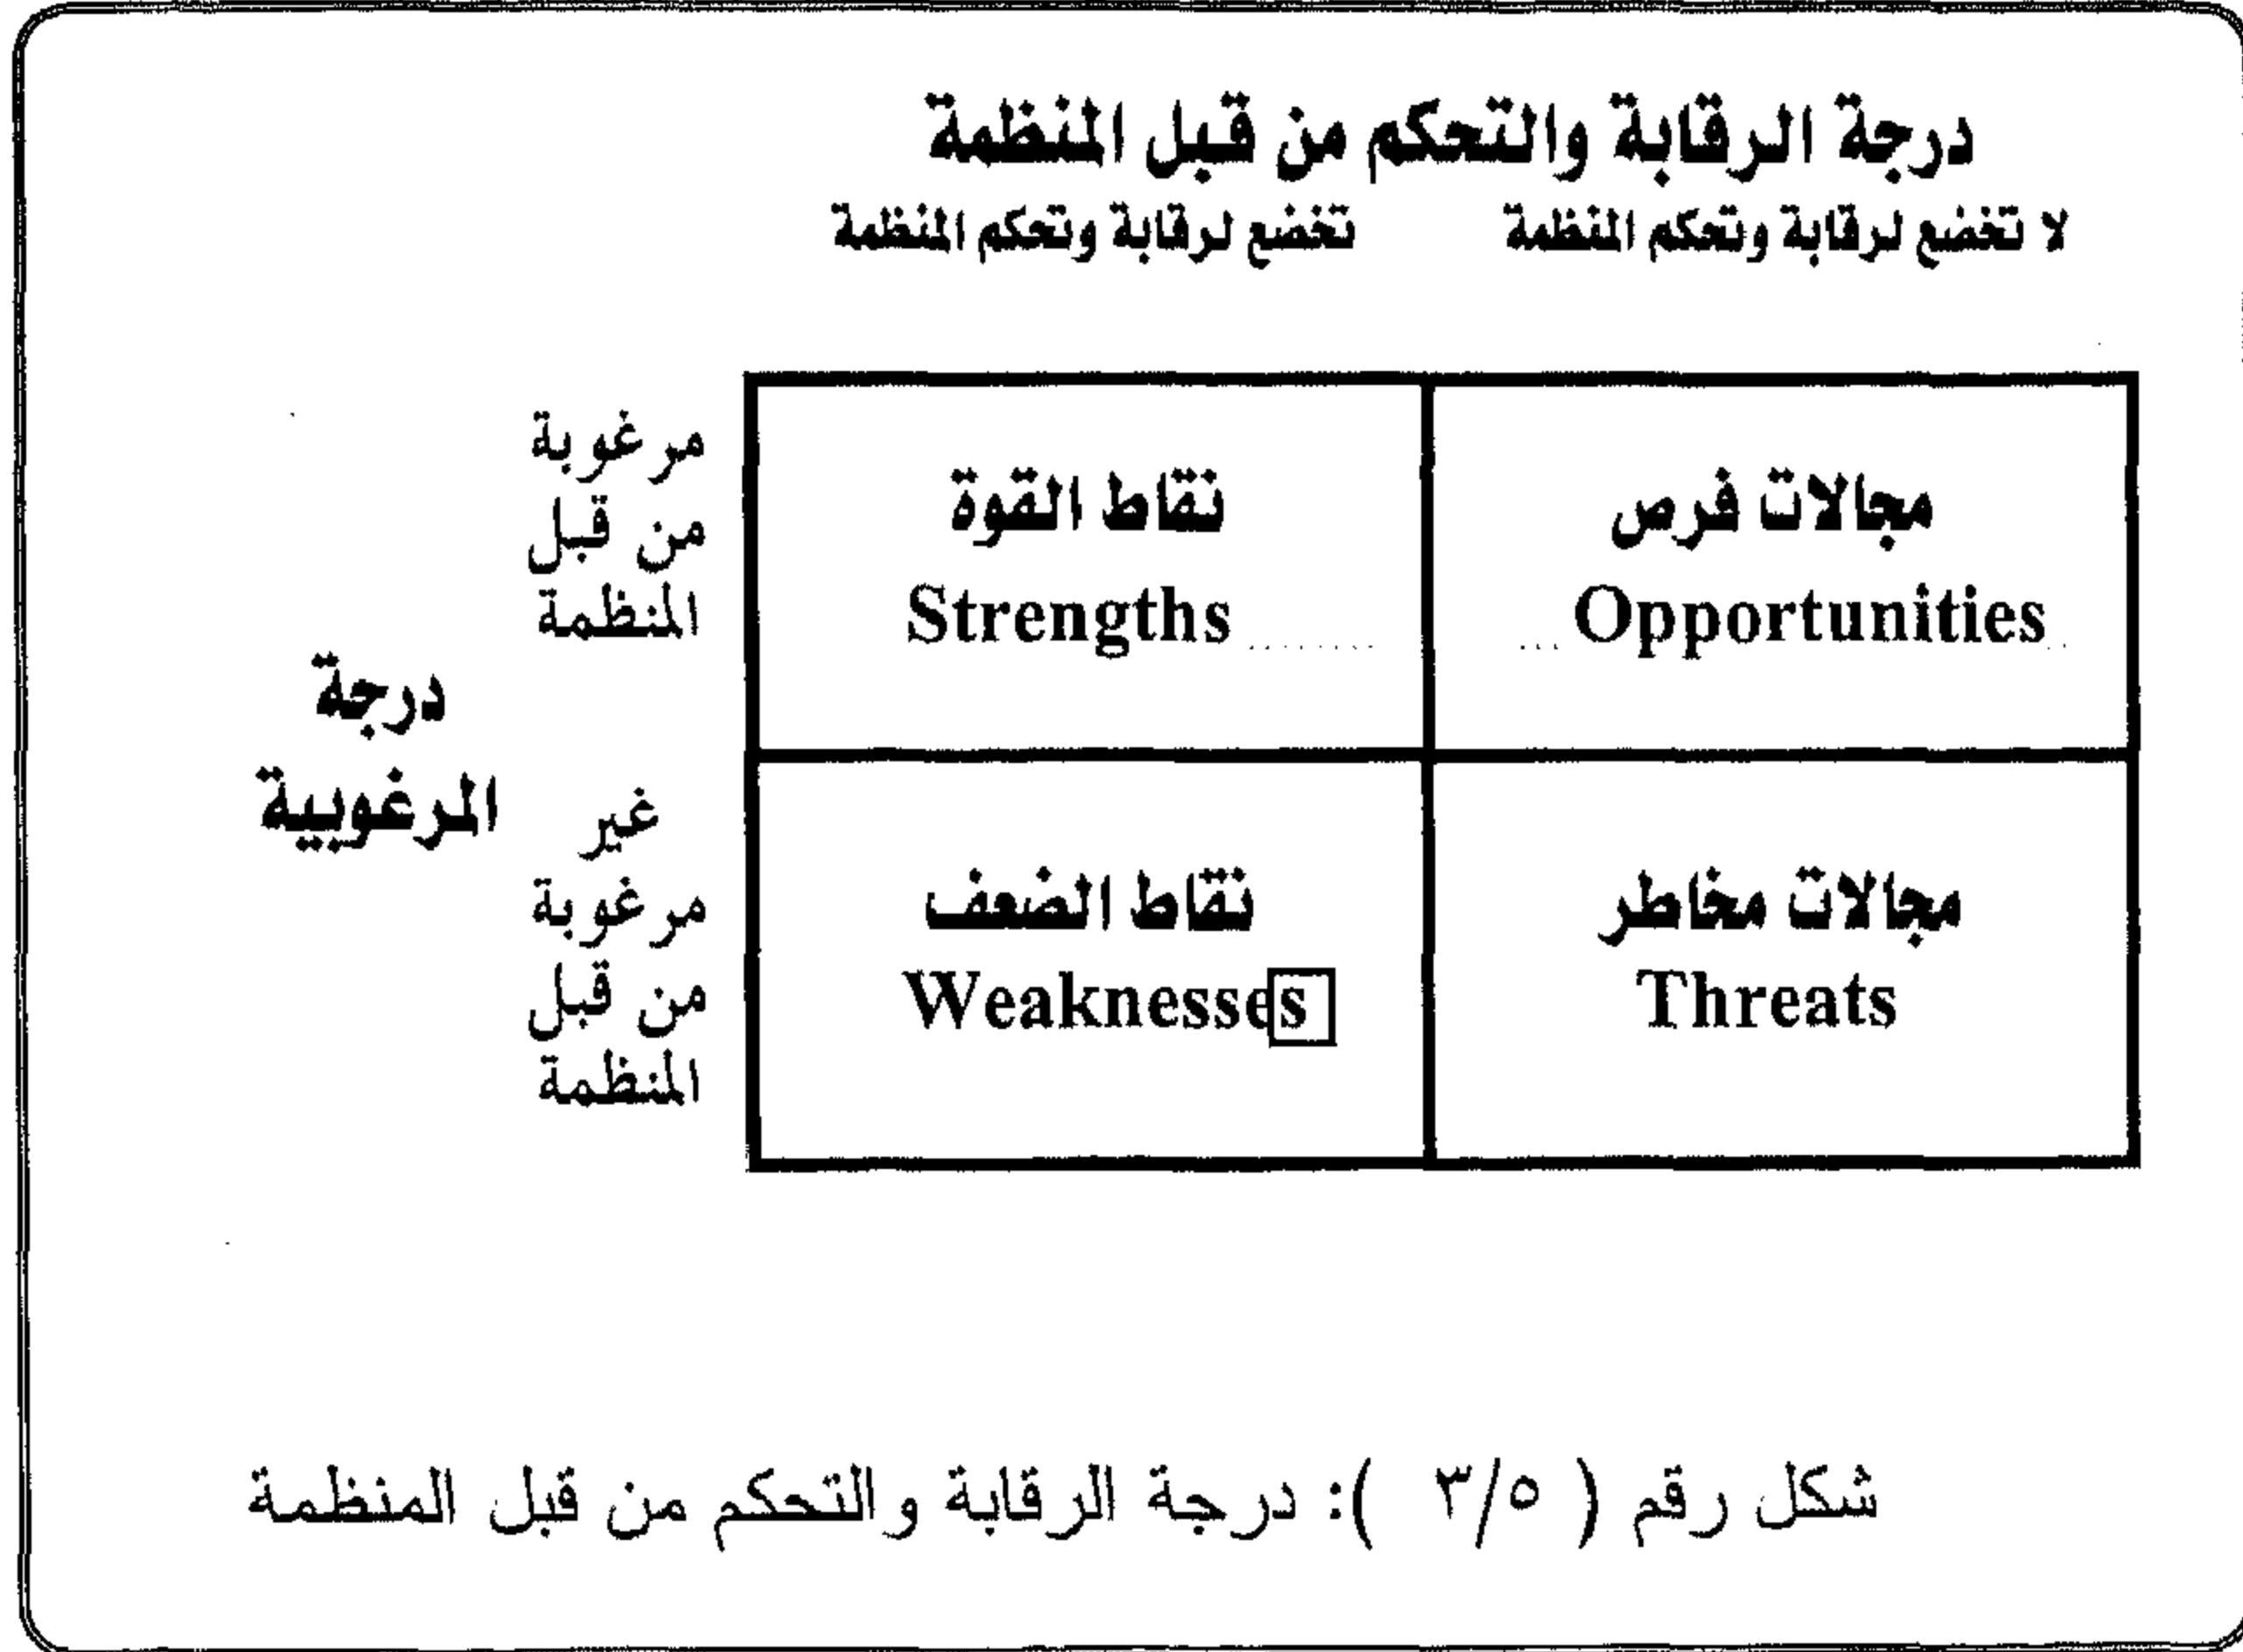 درجة الرقابة والتحكم من قبل المنظمة
لا تخضع لرقابة وتحكم المنظمة
تخضع لرقابة وتحكم المنظمة
مجالات فرص
Opportunities
نقاط القوة
Strengths
مرغوبة
من قبل
المنظمة
درجة
المرغوبية
مجالات مخاطر
Threats
نقاط الضعف
Weaknesses
غير
مرغوبة
من قبل
المنظمة
شكل رقم ( ٣/٥ ): درجة الرقابة والتحكم من قبل المنظمة